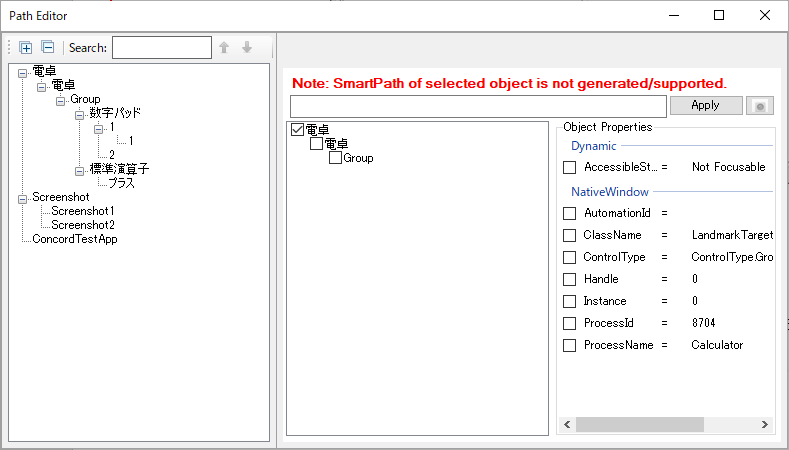 Path Editor
Search:
電卓
電卓
Group
数字パッド
1
1
2
標準演算子
プラス
Screenshot
Screenshot1
Screenshot2
ConcordTestApp
Note: SmartPath of selected object is not generated/supported.
Apply
電卓
電卓
Group
Object Properties
Dynamic
AccessibleSt... = Not Focusable
NativeWindow
AutomationId =
ClassName = LandmarkTarget
ControlType = ControlType.Gro
Handle = 0
Instance = 0
ProcessId = 8704
ProcessName = Calculator